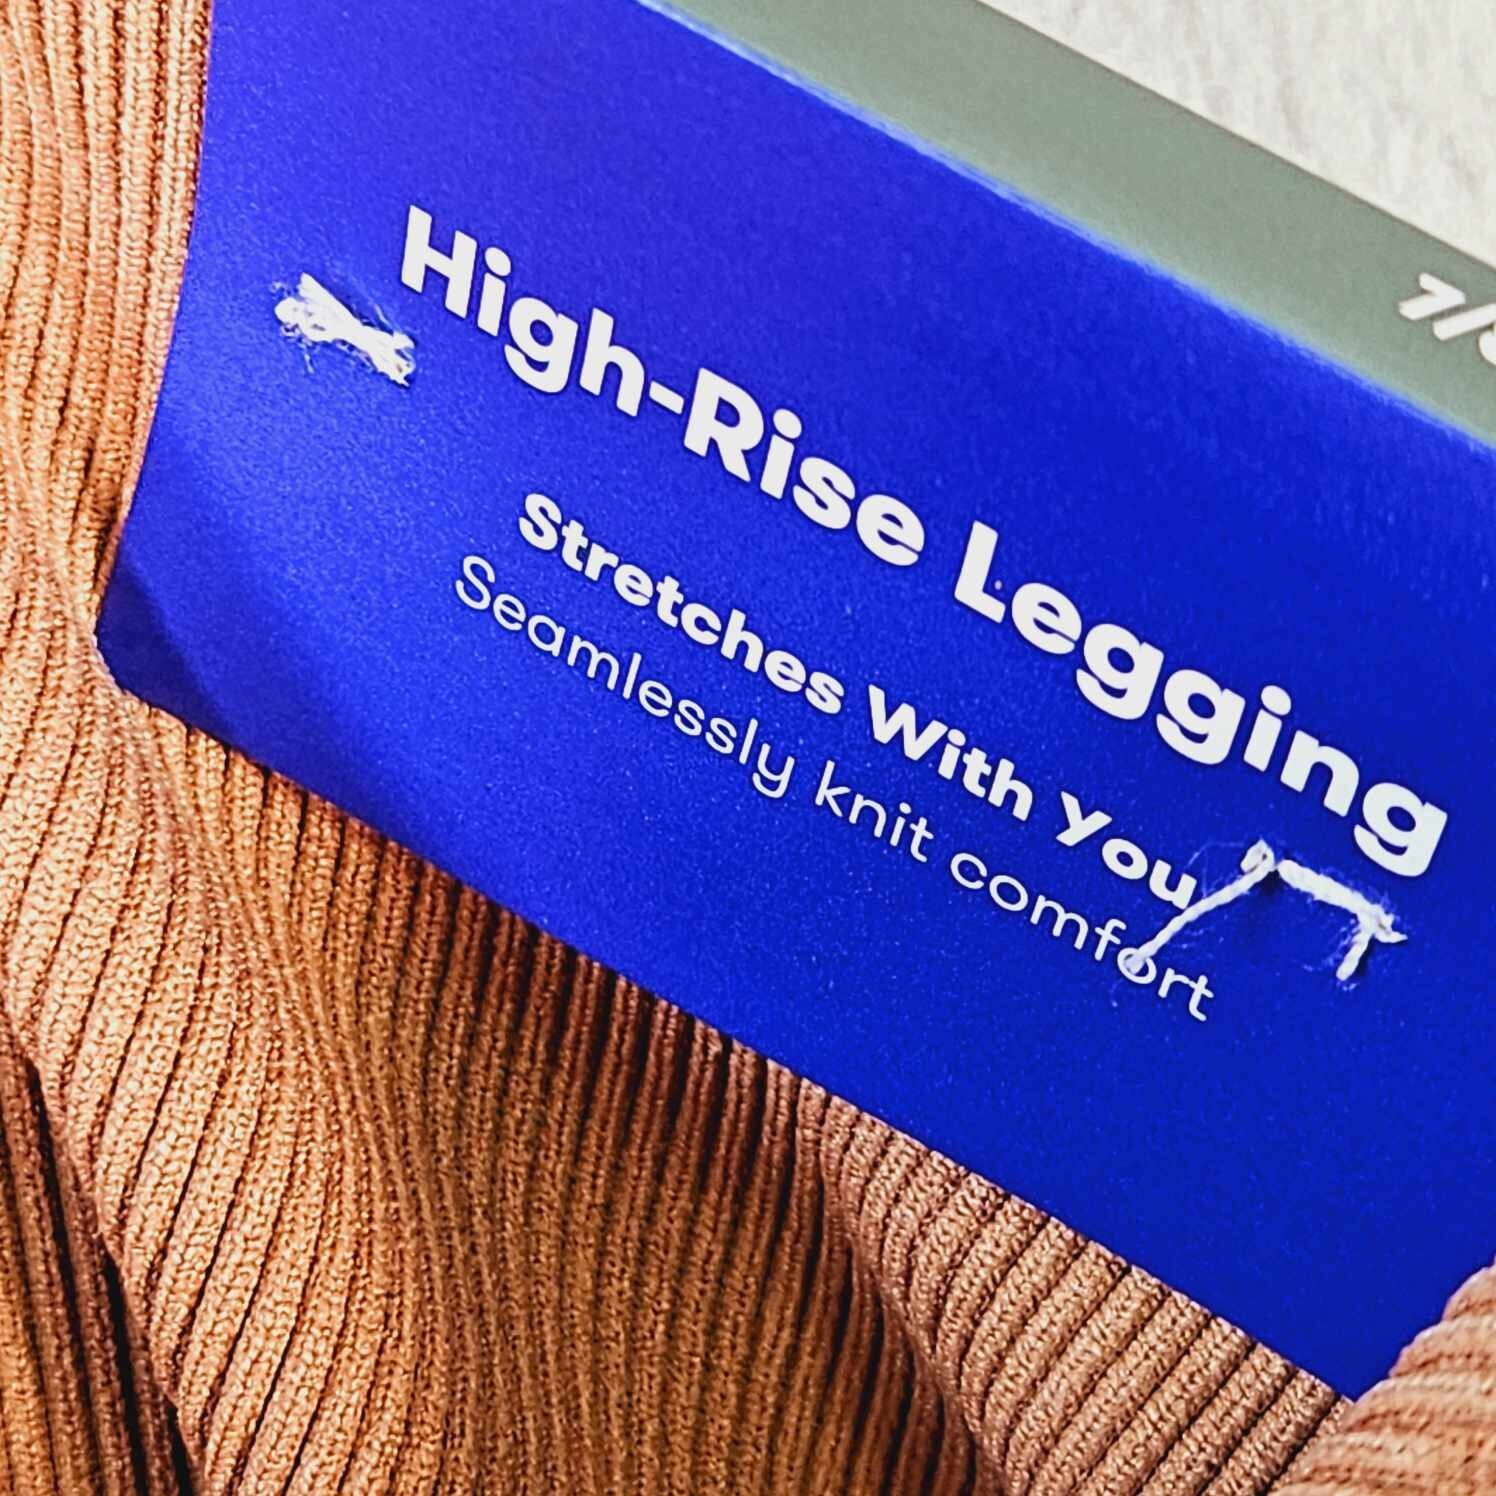 High-Rise Legging
Stretches With You
Seamlessly knit comfort